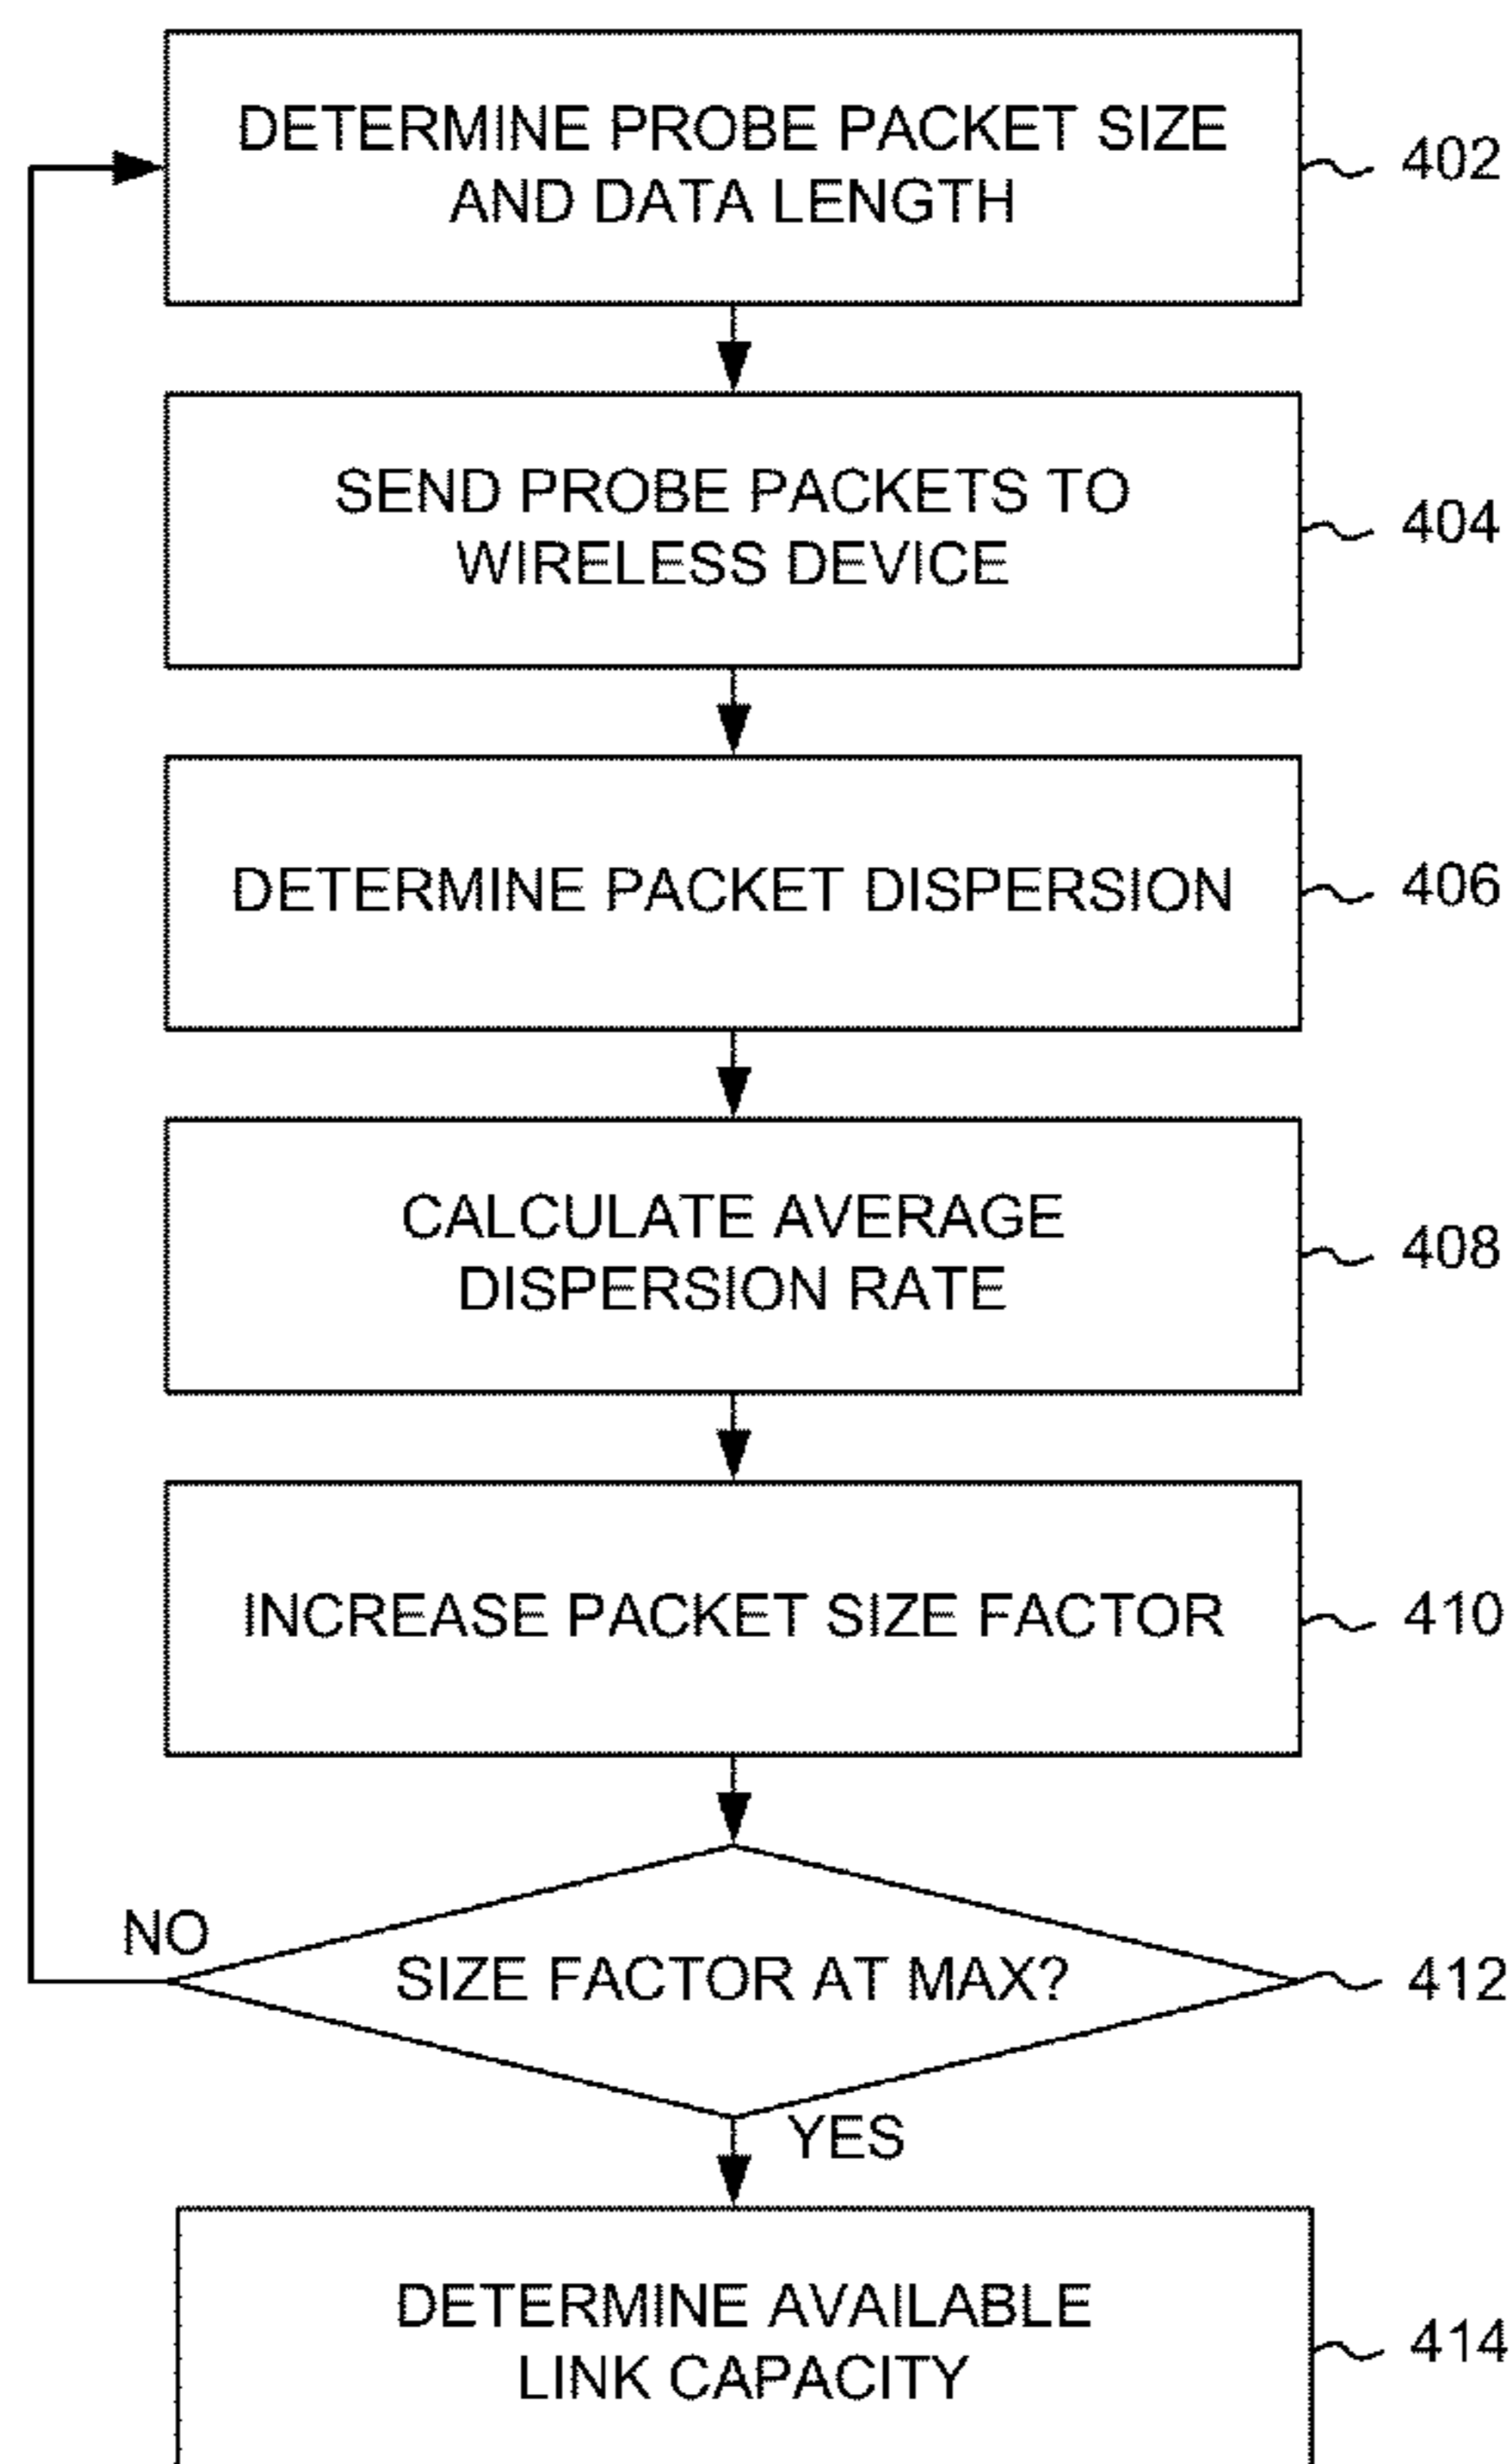 DETERMINE PROBE PACKET SIZE
AND DATA LENGTH
402
SEND PROBE PACKETS TO
WIRELESS DEVICE
404
DETERMINE PACKET DISPERSION
406
CALCULATE AVERAGE
DISPERSION RATE
408
INCREASE PACKET SIZE FACTOR
410
NO
SIZE FACTOR AT MAX?
412
YES
DETERMINE AVAILABLE
LINK CAPACITY
414